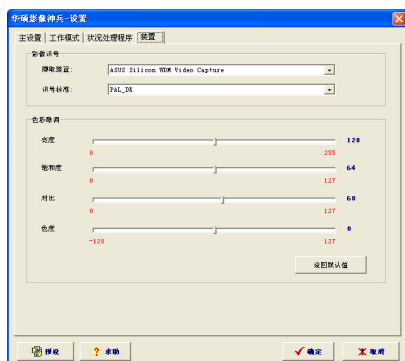 华硕影像神兵-设置
主设置 工作模式 状况处理程序 装置
影像讯号
撷取装置: ASUS Silicon WDM Video Capture
讯号标准: PAL_DK
色彩微调
亮度 128
0 255
饱和度 64
0 127
对比 68
0 127
色度 0
-128 127
设回默认值
预设 ? 求助 确定 取消